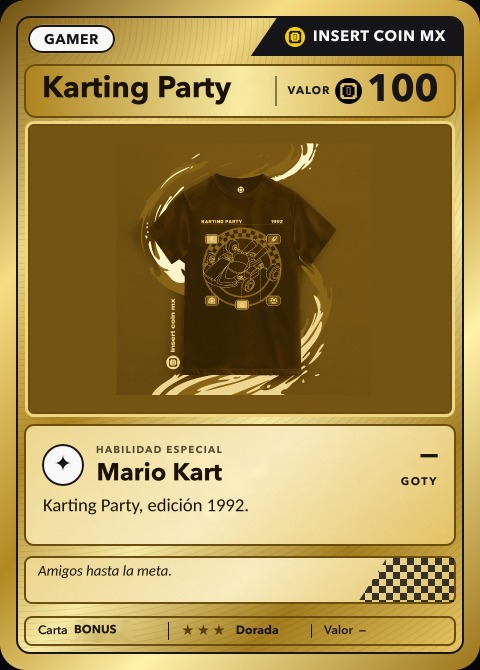 GAMER
INSERT COIN MX
Karting Party
VALOR 100
KARTING PARTY 1992
insert coin mx
HABILIDAD ESPECIAL
Mario Kart
—
GOTY
Karting Party, edición 1992.
Amigos hasta la meta.
Carta BONUS
★ ★ ★ Dorada
Valor —